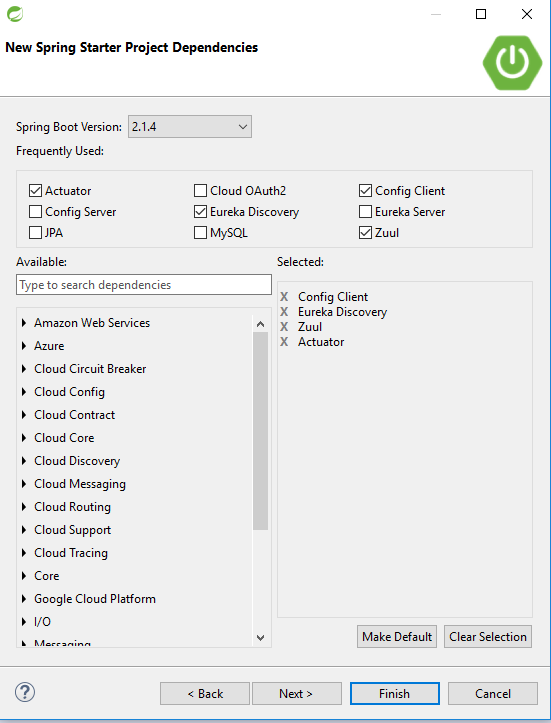 New Spring Starter Project Dependencies
Spring Boot Version: 2.1.4
Frequently Used:
Actuator Cloud OAuth2 Config Client
Config Server Eureka Discovery Eureka Server
JPA MySQL Zuul
Available: Selected:
Type to search dependencies
X Config Client
X Eureka Discovery
X Zuul
X Actuator
Amazon Web Services
Azure
Cloud Circuit Breaker
Cloud Config
Cloud Contract
Cloud Core
Cloud Discovery
Cloud Messaging
Cloud Routing
Cloud Support
Cloud Tracing
Core
Google Cloud Platform
I/O
Messaging
Make Default Clear Selection
? < Back Next > Finish Cancel